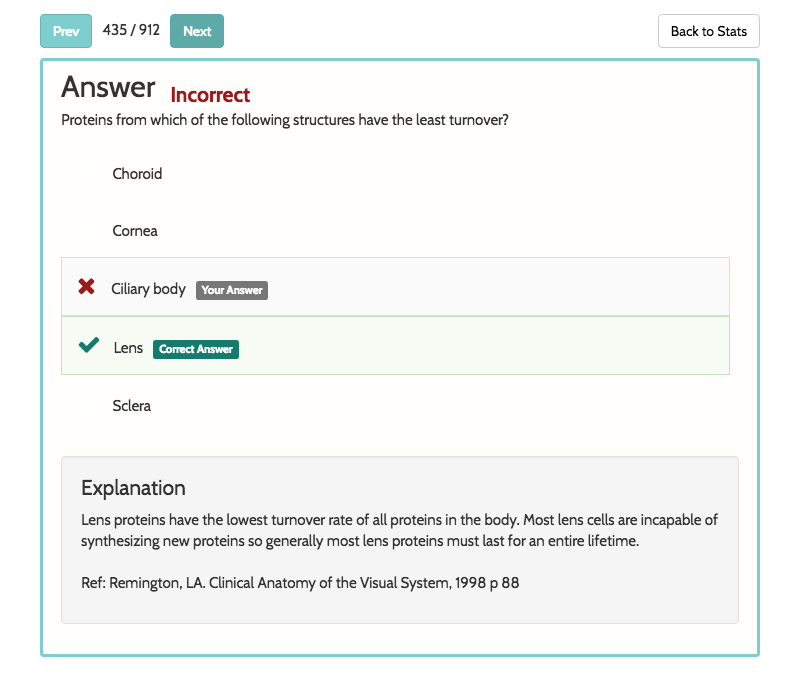 Prev 435 / 912 Next Back to Stats
Answer Incorrect
Proteins from which of the following structures have the least turnover?
Choroid
Cornea
Ciliary body Your Answer
Lens Correct Answer
Sclera
Explanation
Lens proteins have the lowest turnover rate of all proteins in the body. Most lens cells are incapable of
synthesizing new proteins so generally most lens proteins must last for an entire lifetime.
Ref: Remington, LA. Clinical Anatomy of the Visual System, 1998 p 88